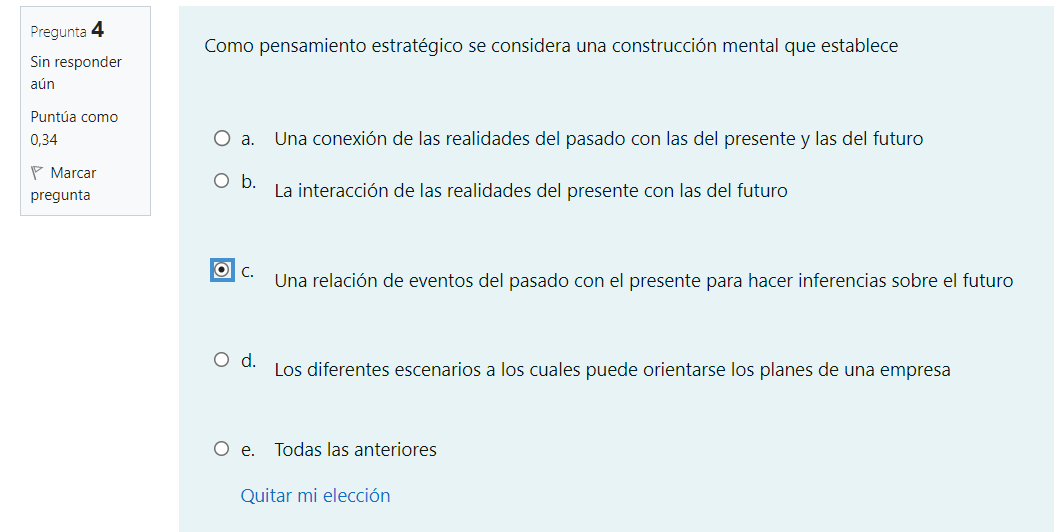 Pregunta 4
Sin responder
aún
Puntúa como
0,34
Marcar
pregunta
Como pensamiento estratégico se considera una construcción mental que establece
a. Una conexión de las realidades del pasado con las del presente y las del futuro
b. La interacción de las realidades del presente con las del futuro
c. Una relación de eventos del pasado con el presente para hacer inferencias sobre el futuro
d. Los diferentes escenarios a los cuales puede orientarse los planes de una empresa
e. Todas las anteriores
Quitar mi elección